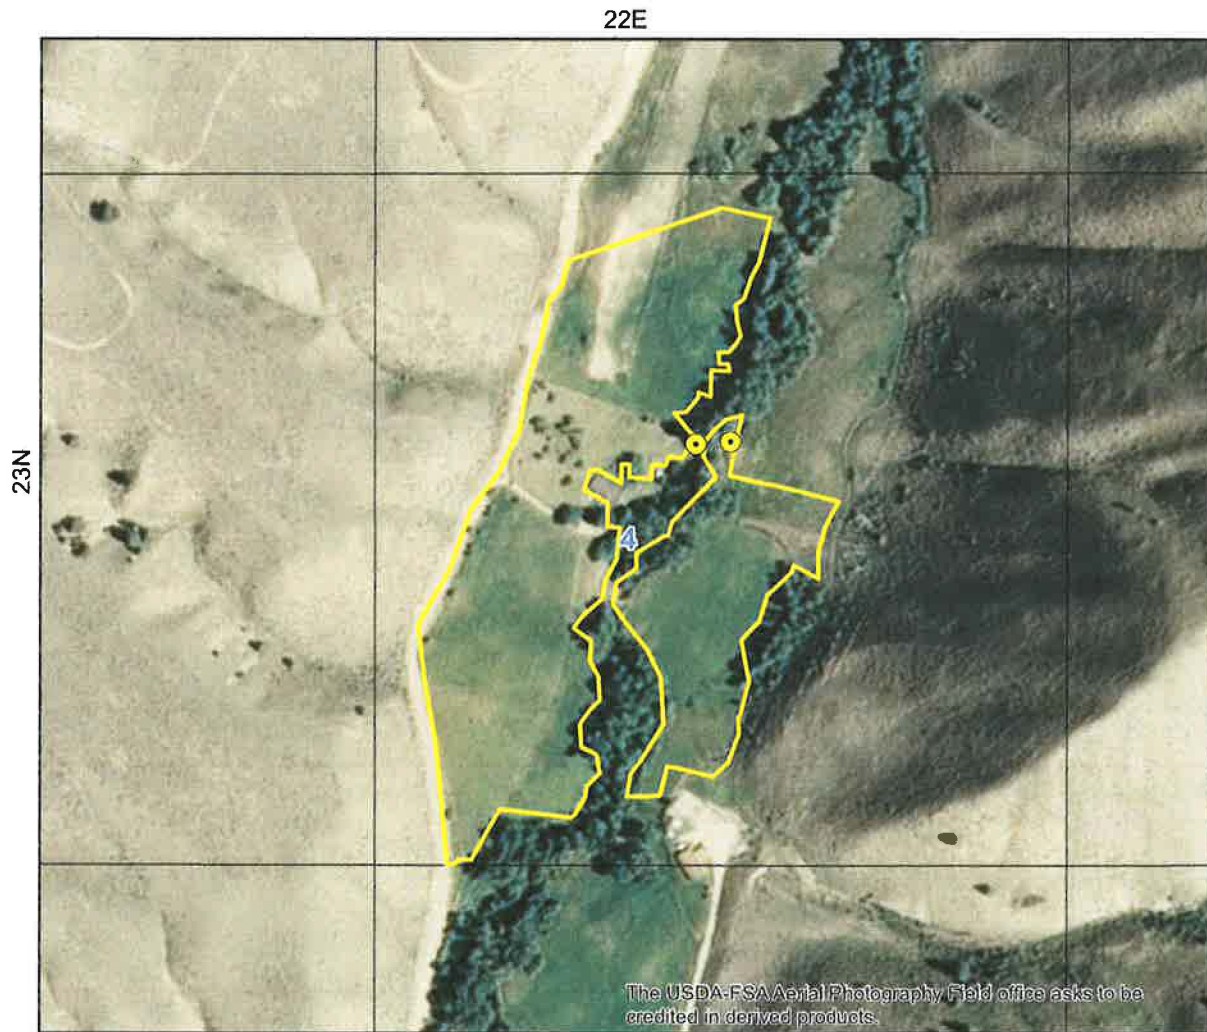 22E
23N
4
The USDA-FSA Aerial Photography Field office asks to be
credited in derived products.